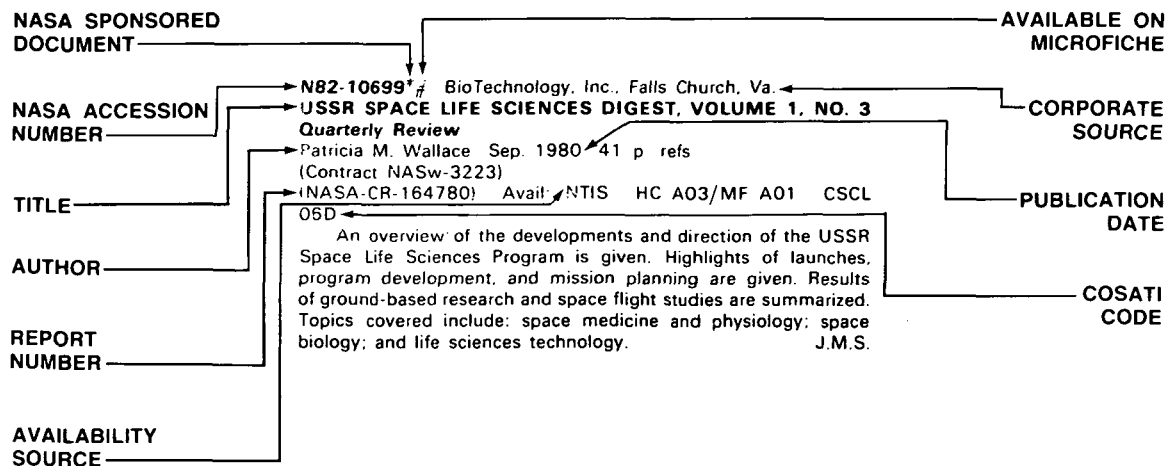 NASA SPONSORED
DOCUMENT
AVAILABLE ON
MICROFICHE
NASA ACCESSION
NUMBER
N82-10699*# BioTechnology, Inc., Falls Church, Va.
CORPORATE
SOURCE
TITLE
USSR SPACE LIFE SCIENCES DIGEST, VOLUME 1, NO. 3
Quarterly Review
AUTHOR
Patricia M. Wallace Sep. 1980 41 p refs
(Contract NASw-3223)
PUBLICATION
DATE
REPORT
NUMBER
(NASA-CR-164780) Avail: NTIS HC A03/MF A01 CSCL
06D
AVAILABILITY
SOURCE
COSATI
CODE
An overview of the developments and direction of the USSR
Space Life Sciences Program is given. Highlights of launches,
program development, and mission planning are given. Results
of ground-based research and space flight studies are summarized.
Topics covered include: space medicine and physiology; space
biology; and life sciences technology. J.M.S.